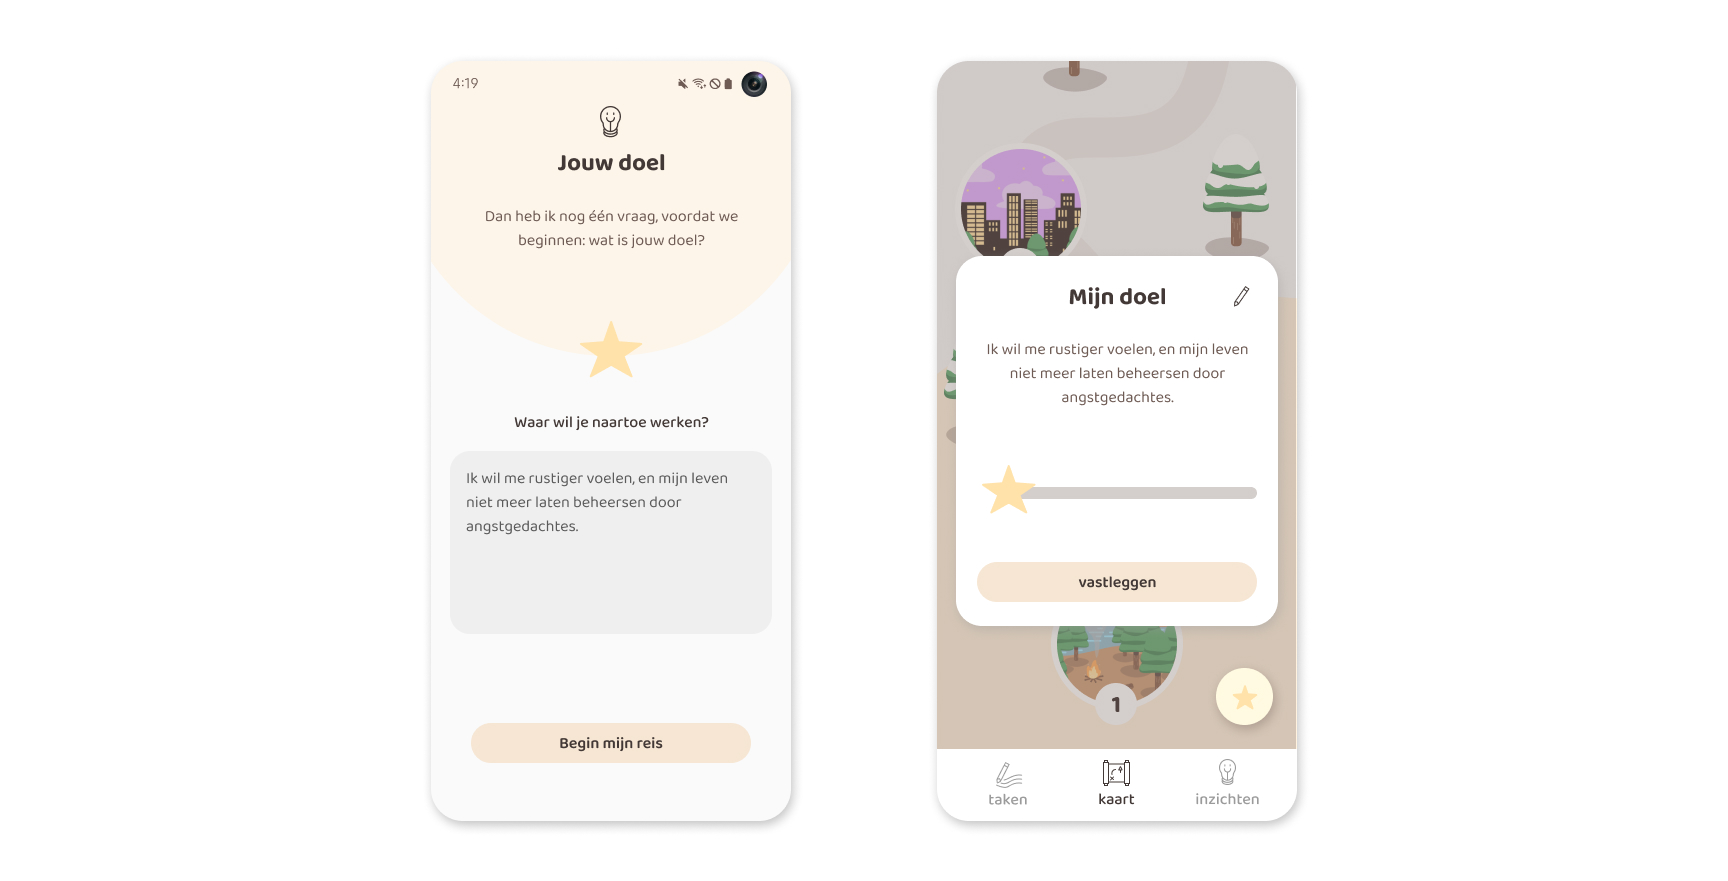 4:19
Jouw doel
Dan heb ik nog één vraag, voordat we
beginnen: wat is jouw doel?
Waar wil je naartoe werken?
Ik wil me rustiger voelen, en mijn leven
niet meer laten beheersen door
angstgedachtes.
Begin mijn reis
Mijn doel
Ik wil me rustiger voelen, en mijn leven
niet meer laten beheersen door
angstgedachtes.
vastleggen
1
taken
kaart
inzichten